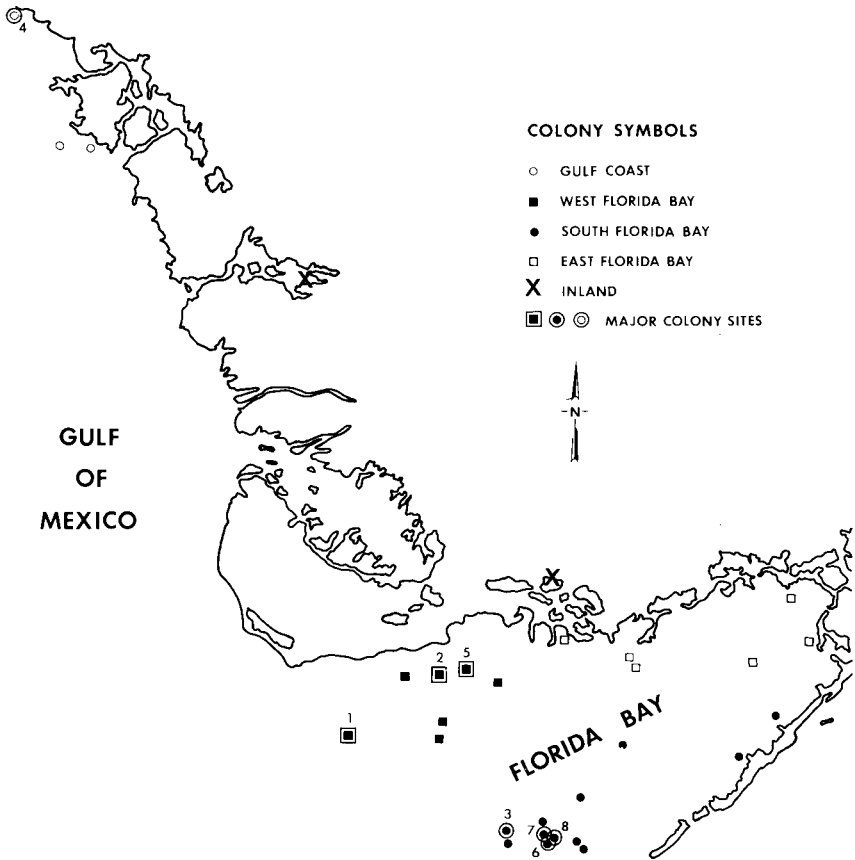 4
COLONY SYMBOLS
GULF COAST
WEST FLORIDA BAY
SOUTH FLORIDA BAY
EAST FLORIDA BAY
X INLAND
MAJOR COLONY SITES
-N-
GULF
OF
MEXICO
X
X
2
5
1
FLORIDA BAY
3
7
8
6